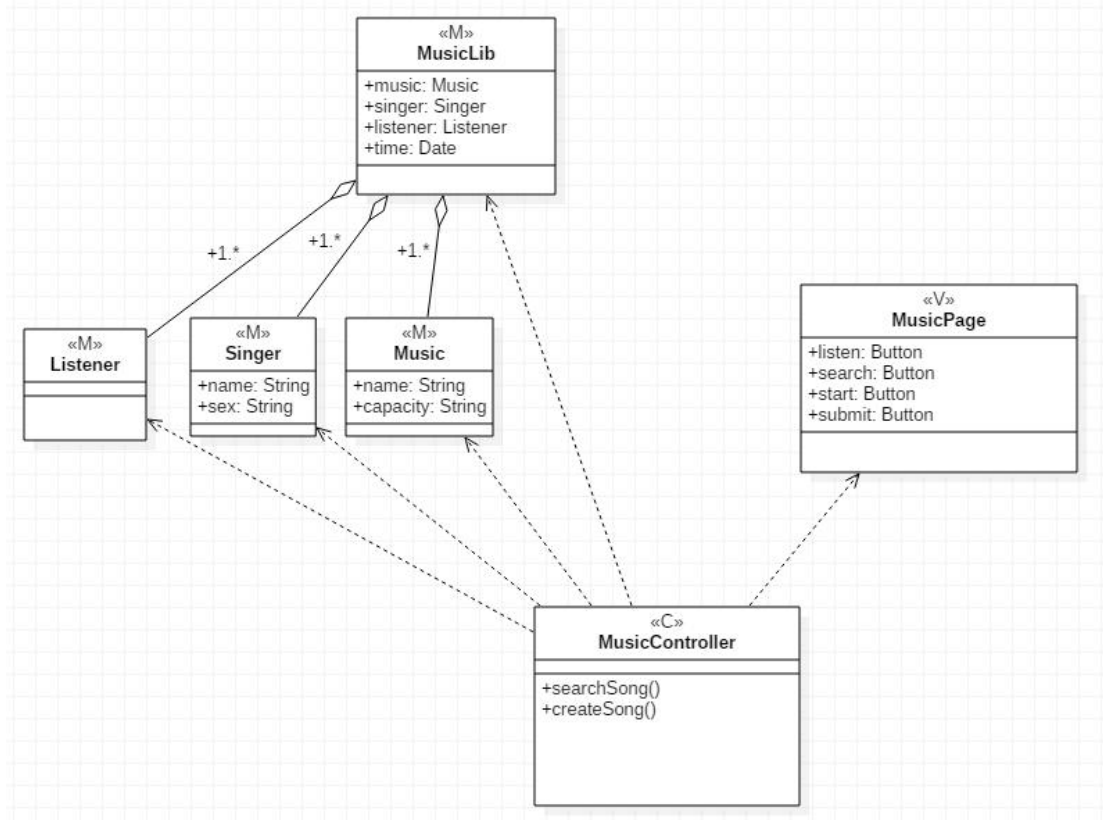 «M»
MusicLib
+music: Music
+singer: Singer
+listener: Listener
+time: Date
+1.*
+1.*
+1.*
«M»
Listener
«M»
Singer
+name: String
+sex: String
«M»
Music
+name: String
+capacity: String
«V»
MusicPage
+listen: Button
+search: Button
+start: Button
+submit: Button
«C»
MusicController
+searchSong()
+createSong()